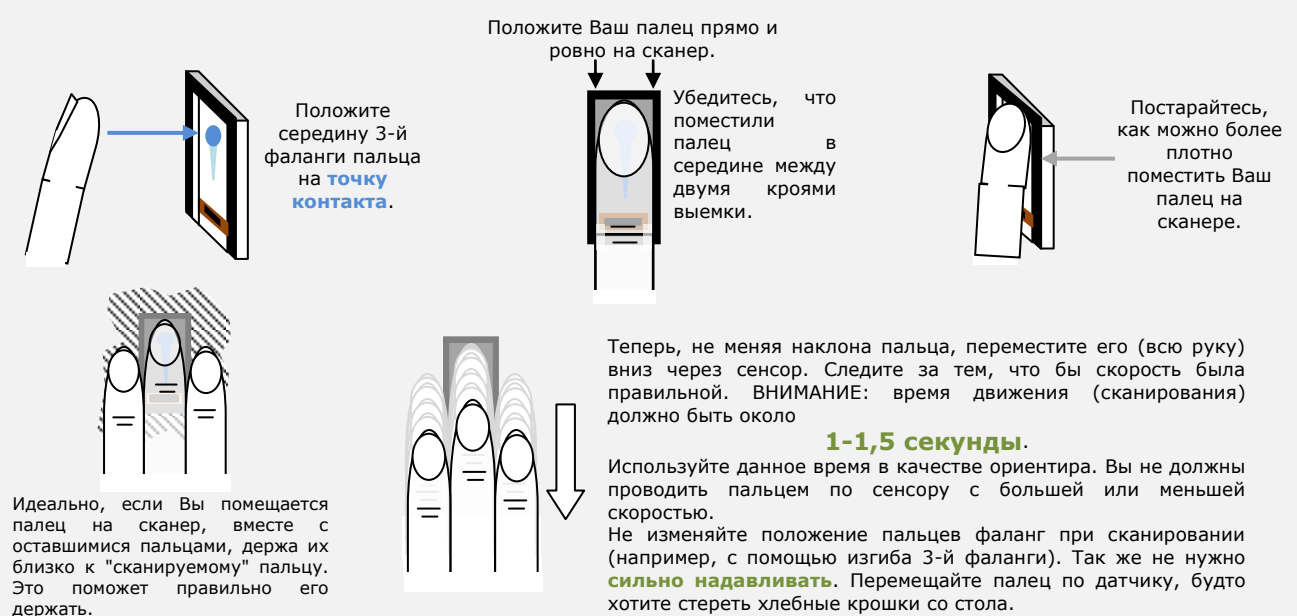 Положите
середину 3-й
фаланги пальца
на точку
контакта.
Положите Ваш палец прямо и
ровно на сканер.
Убедитесь, что
поместили
палец в
середине между
двумя кроями
выемки.
Постарайтесь,
как можно более
плотно
поместить Ваш
палец на
сканере.
Идеально, если Вы помещается
палец на сканер, вместе с
оставшимися пальцами, держа их
близко к "сканируемому" пальцу.
Это поможет правильно его
держать.
Теперь, не меняя наклона пальца, переместите его (всю руку)
вниз через сенсор. Следите за тем, что бы скорость была
правильной. ВНИМАНИЕ: время движения (сканирования)
должно быть около
1-1,5 секунды.
Используйте данное время в качестве ориентира. Вы не должны
проводить пальцем по сенсору с большей или меньшей
скоростью.
Не изменяйте положение пальцев фаланг при сканировании
(например, с помощью изгиба 3-й фаланги). Так же не нужно
сильно надавливать. Перемещайте палец по датчику, будто
хотите стереть хлебные крошки со стола.